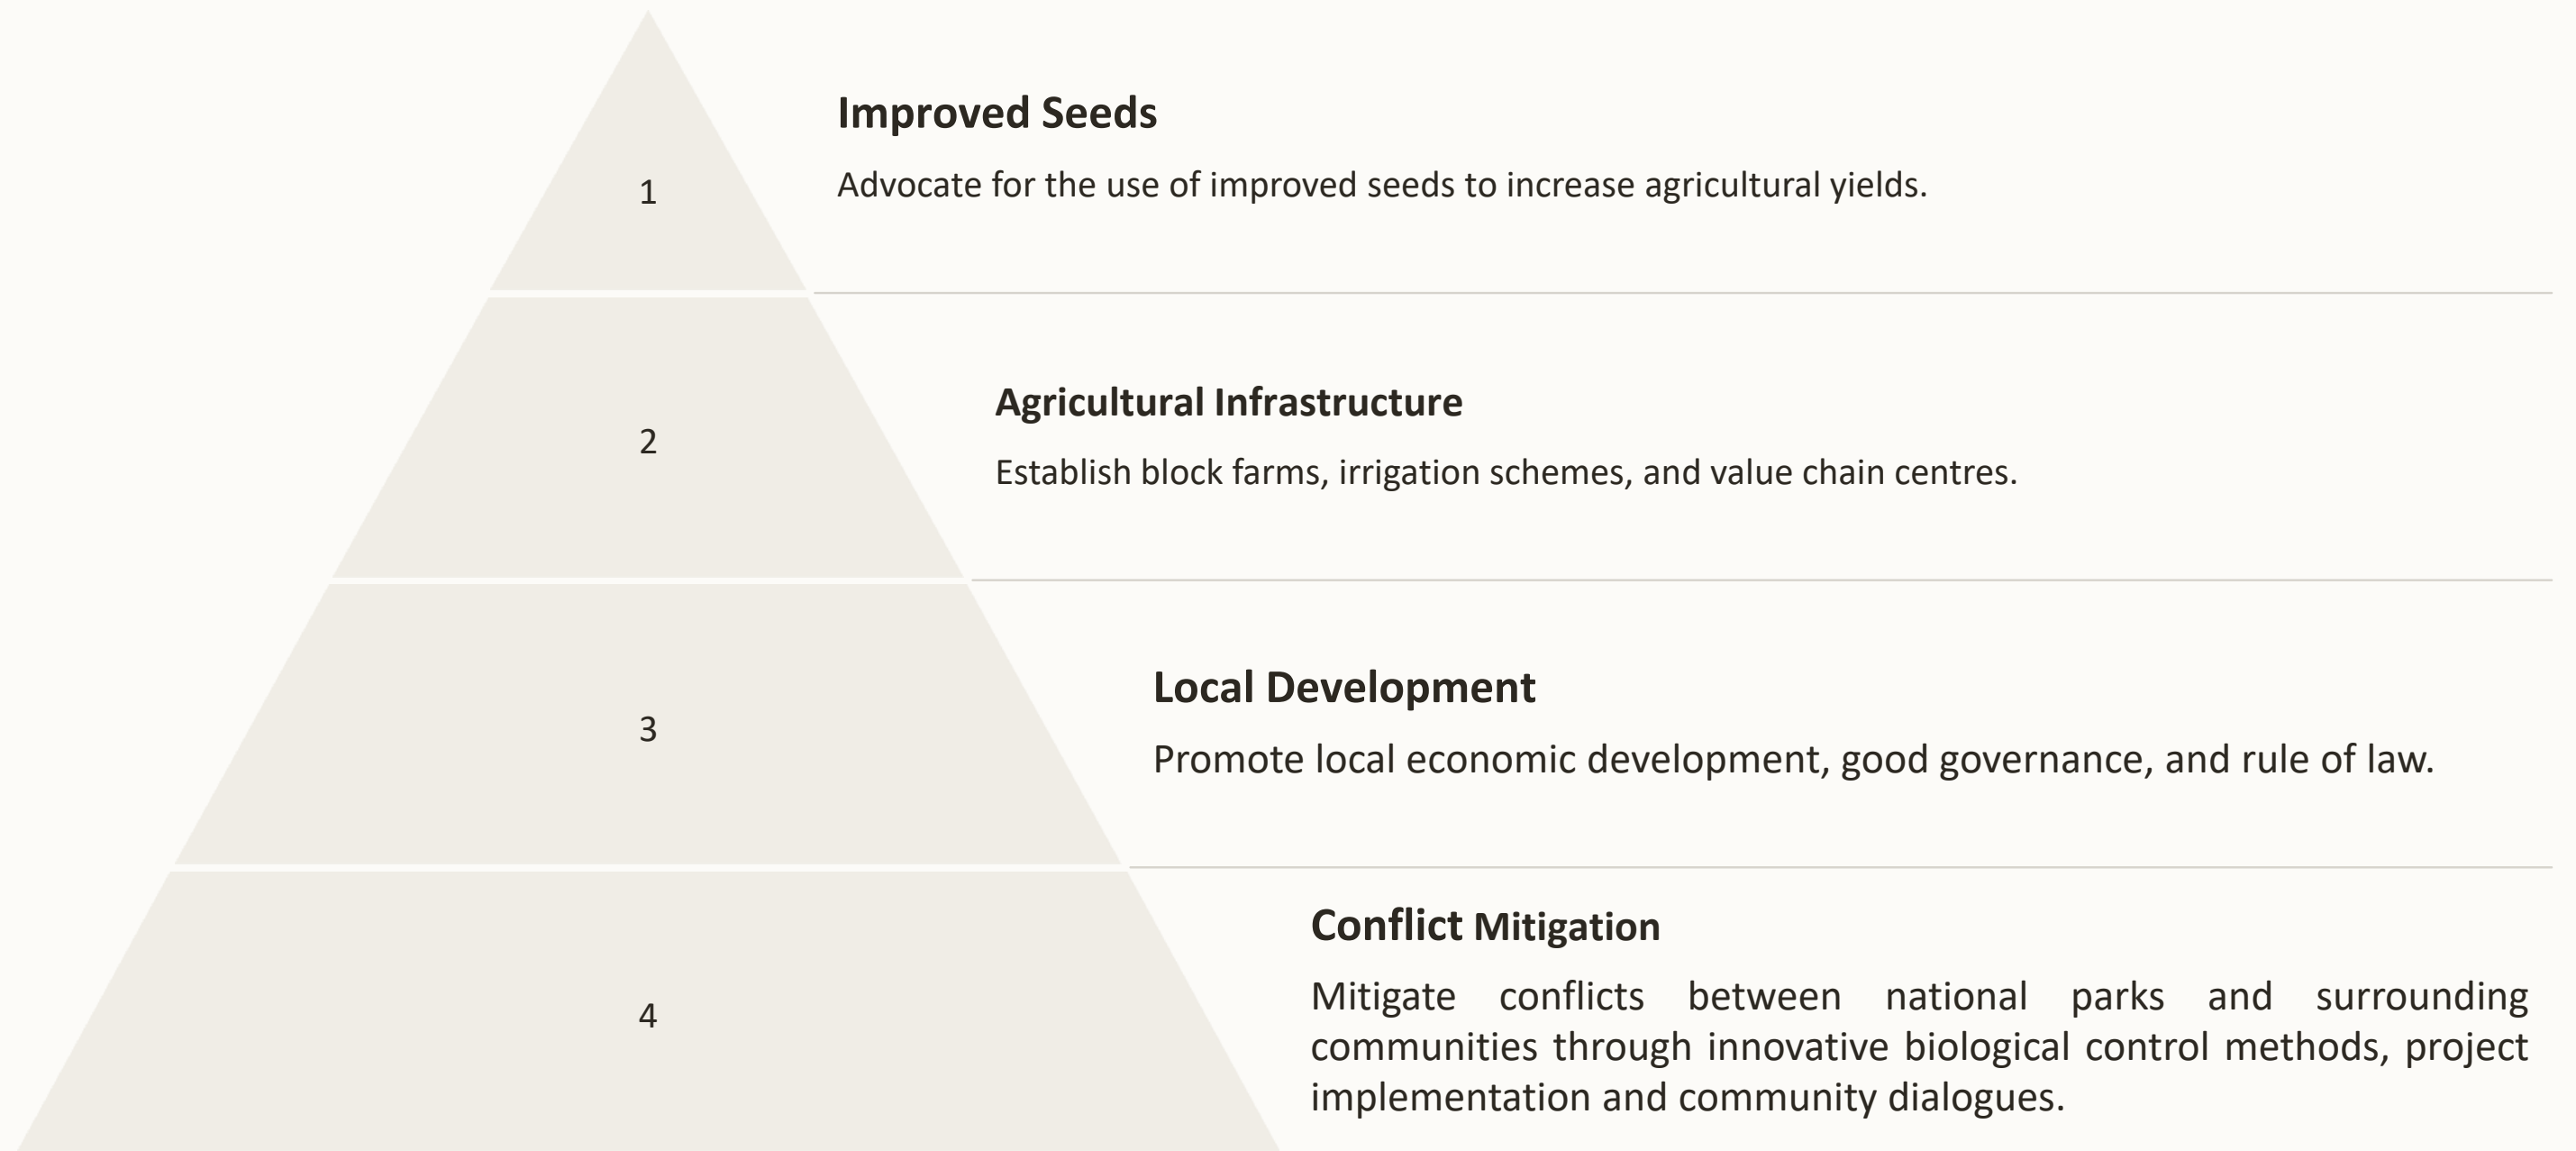 1
Improved Seeds
Advocate for the use of improved seeds to increase agricultural yields.
2
Agricultural Infrastructure
Establish block farms, irrigation schemes, and value chain centres.
3
Local Development
Promote local economic development, good governance, and rule of law.
4
Conflict Mitigation
Mitigate conflicts between national parks and surrounding
communities through innovative biological control methods, project
implementation and community dialogues.